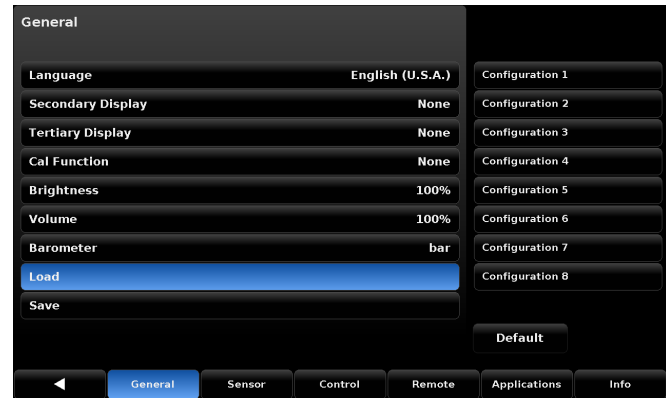 General
Language English (U.S.A.)
Secondary Display None
Tertiary Display None
Cal Function None
Brightness 100%
Volume 100%
Barometer bar
Load
Save
Configuration 1
Configuration 2
Configuration 3
Configuration 4
Configuration 5
Configuration 6
Configuration 7
Configuration 8
Default
General Sensor Control Remote Applications Info